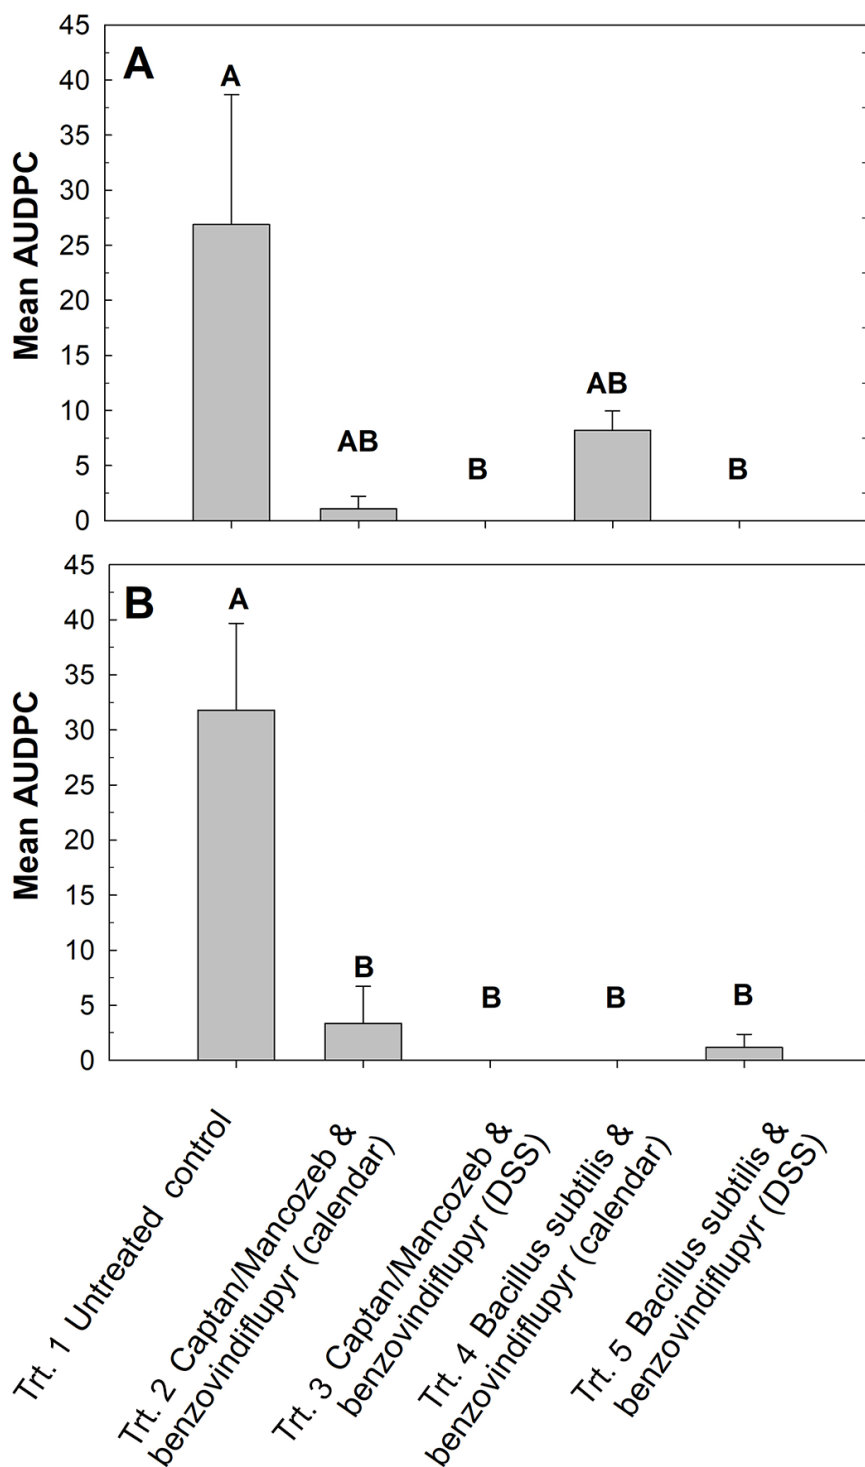 A
Mean AUDPC
45
40
35
30
25
20
15
10
5
0
A
AB
B
AB
B
B
Mean AUDPC
45
40
35
30
25
20
15
10
5
0
A
B
B
B
B
Trt. 1 Untreated control
Trt. 2 Captan/Mancozeb &
benzovindiflupyr (calendar)
Trt. 3 Captan/Mancozeb &
benzovindiflupyr (DSS)
Trt. 4 Bacillus subtilis &
benzovindiflupyr (calendar)
Trt. 5 Bacillus subtilis &
benzovindiflupyr (DSS)